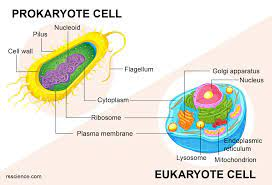 PROKARYOTE CELL
Nucleoid
Pilus
Cell wall
Flagellum
Golgi apparatus
Nucleus
Cytoplasm
Ribosome
Plasma membrane
Endoplasmic
reticulum
Lysosome
Mitochondrion
rsscience.com
EUKARYOTE CELL